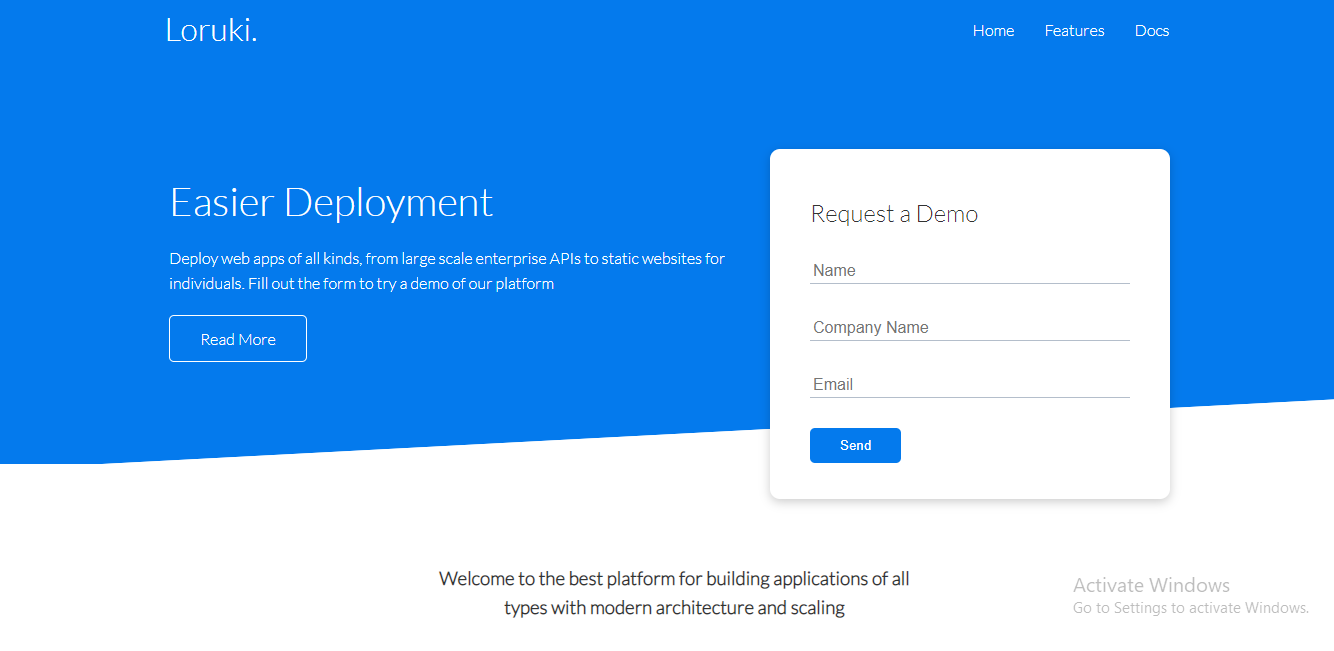 Loruki.
Home Features Docs
Easier Deployment
Deploy web apps of all kinds, from large scale enterprise APIs to static websites for
individuals. Fill out the form to try a demo of our platform
Read More
Request a Demo
Name
Company Name
Email
Send
Welcome to the best platform for building applications of all
types with modern architecture and scaling
Activate Windows
Go to Settings to activate Windows.